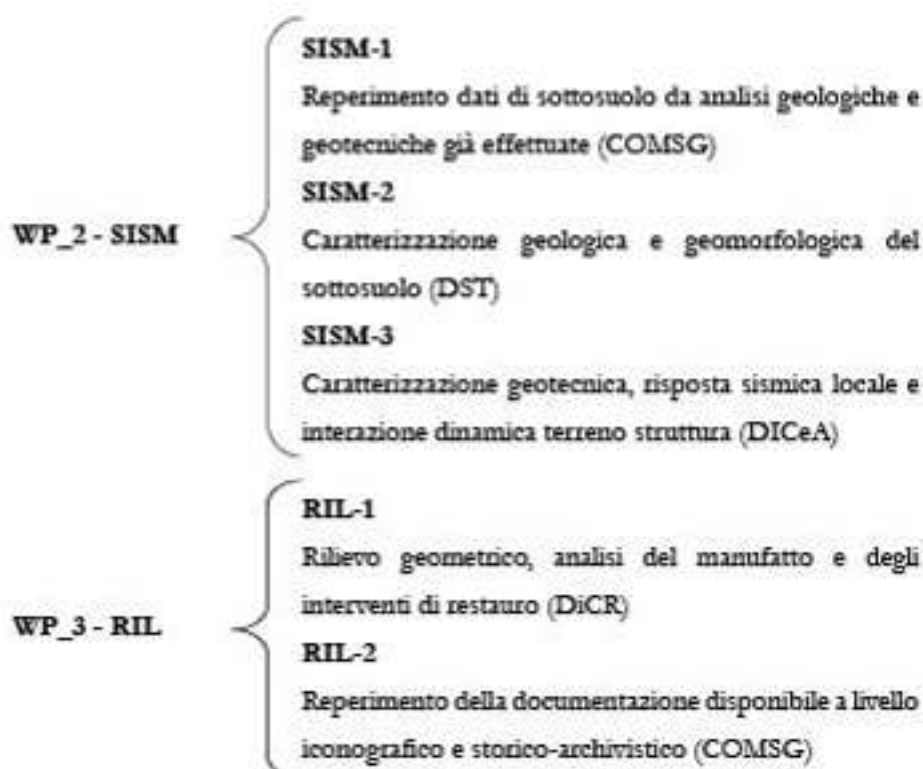 SISM-1
Reperimento dati di sottosuolo da analisi geologiche e
geotecniche già effettuate (COMSG)
SISM-2
WP_2 - SISM
Caratterizzazione geologica e geomorfologica del
sottosuolo (DST)
SISM-3
Caratterizzazione geotecnica, risposta sismica locale e
interazione dinamica terreno struttura (DICeA)
RIL-1
Rilievo geometrico, analisi del manufatto e degli
interventi di restauro (DiCR)
WP_3 - RIL
RIL-2
Reperimento della documentazione disponibile a livello
iconografico e storico-archivistico (COMSG)